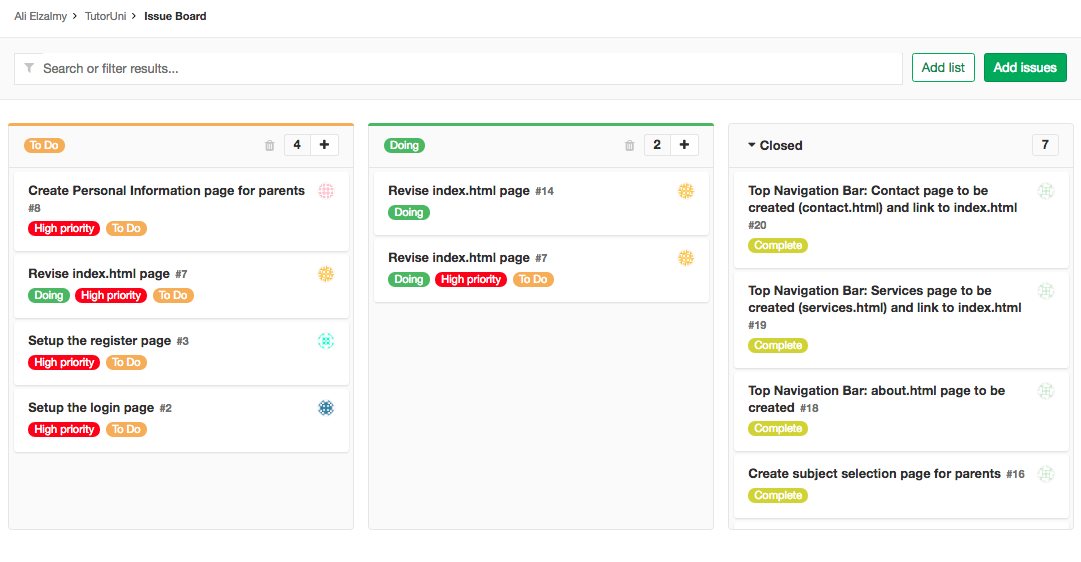 Ali Elzalmy > TutorUni > Issue Board
Search or filter results...
Add list
Add issues
To Do
4 +
Create Personal Information page for parents
#8
High priority To Do
Revise index.html page #7
Doing High priority To Do
Setup the register page #3
High priority To Do
Setup the login page #2
High priority To Do
Doing
2 +
Revise index.html page #14
Doing
Revise index.html page #7
Doing High priority To Do
Closed
7
Top Navigation Bar: Contact page to be
created (contact.html) and link to index.html
#20
Complete
Top Navigation Bar: Services page to be
created (services.html) and link to index.html
#19
Complete
Top Navigation Bar: about.html page to be
created #18
Complete
Create subject selection page for parents #16
Complete